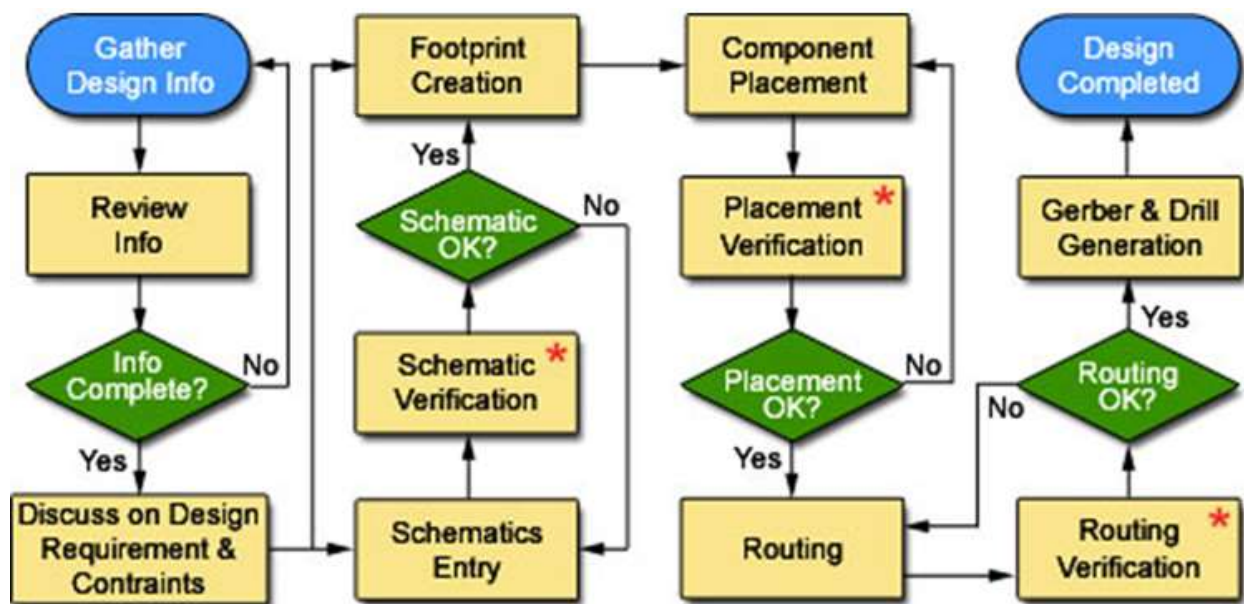 Gather
Design Info
Review
Info
Info
Complete?
No
Yes
Discuss on Design
Requirement &
Contraints
Footprint
Creation
Yes
Schematic
OK?
No
Schematic *
Verification
Schematics
Entry
Component
Placement
Placement *
Verification
Placement
OK?
No
Yes
Routing
Design
Completed
Gerber & Drill
Generation
Yes
Routing
OK?
No
Routing *
Verification